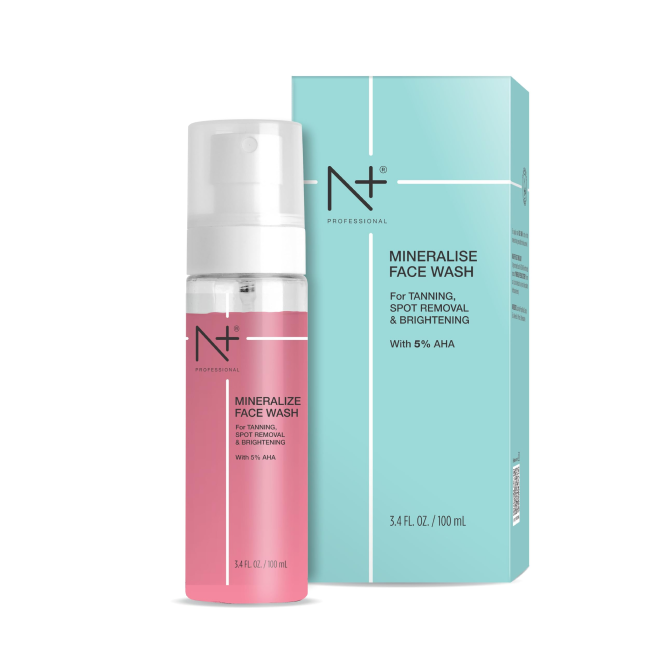 N+®
PROFESSIONAL
MINERALIZE
FACE WASH
For TANNING,
SPOT REMOVAL
& BRIGHTENING
With 5% AHA
3.4 FL. OZ. / 100 mL
N+®
PROFESSIONAL
MINERALISE
FACE WASH
For TANNING,
SPOT REMOVAL
& BRIGHTENING
With 5% AHA
3.4 FL. OZ. / 100 mL